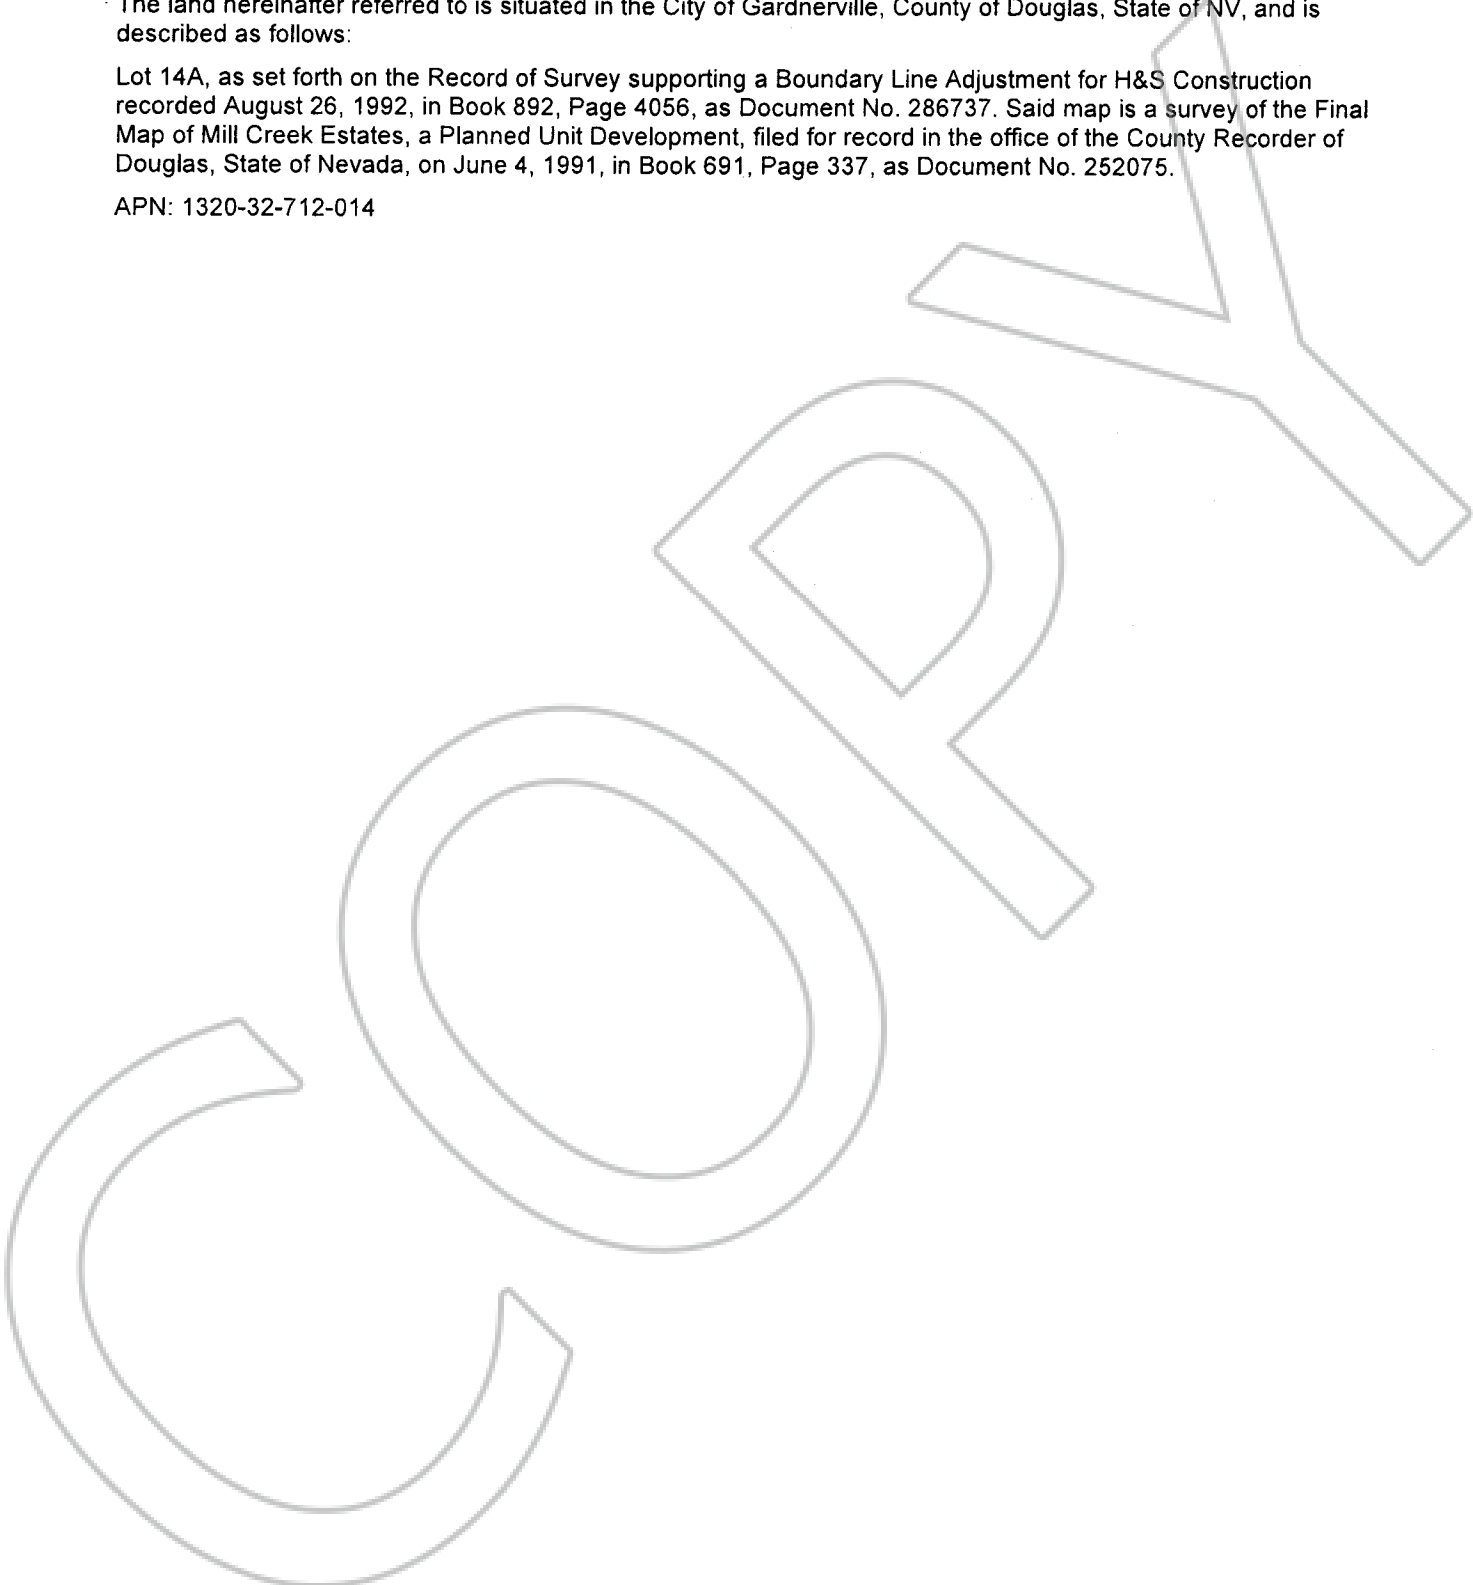 The land hereinafter referred to is situated in the City of Gardnerville, County of Douglas, State of NV, and is
described as follows:
Lot 14A, as set forth on the Record of Survey supporting a Boundary Line Adjustment for H&S Construction
recorded August 26, 1992, in Book 892, Page 4056, as Document No. 286737. Said map is a survey of the Final
Map of Mill Creek Estates, a Planned Unit Development, filed for record in the office of the County Recorder of
Douglas, State of Nevada, on June 4, 1991, in Book 691, Page 337, as Document No. 252075.
APN: 1320-32-712-014
COPY